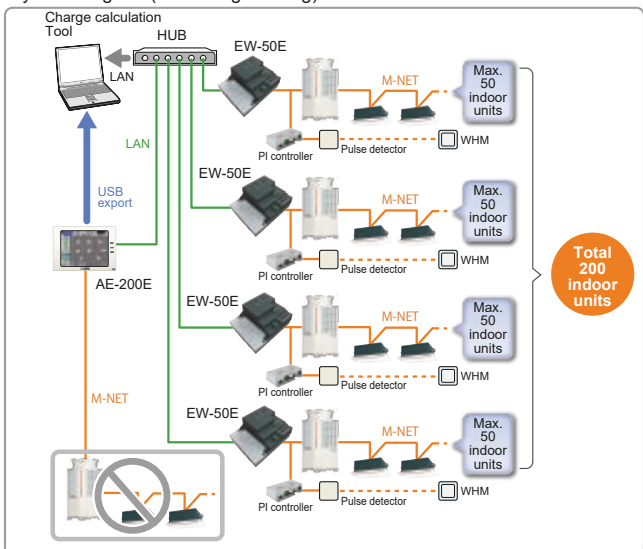 Charge calculation
Tool
HUB
LAN
EW-50E
M-NET
Max.
50
indoor
units
PI controller
Pulse detector
WHM
LAN
USB
export
AE-200E
M-NET
EW-50E
M-NET
Max.
50
indoor
units
PI controller
Pulse detector
WHM
EW-50E
M-NET
Max.
50
indoor
units
PI controller
Pulse detector
WHM
EW-50E
M-NET
Max.
50
indoor
units
PI controller
Pulse detector
WHM
Total
200
indoor
units